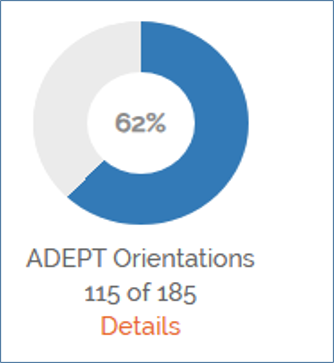 62%
ADEPT Orientations
115 of 185
Details